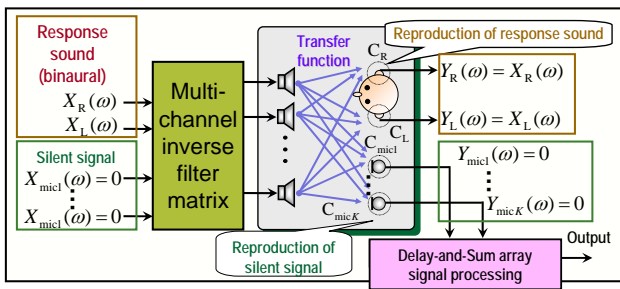 Response
sound
(binaural)
X_R(ω)
X_L(ω)
Silent signal
X_mic1(ω)=0
X_mic1(ω)=0
Multi-
channel
inverse
filter
matrix
Transfer
function
C_R
C_L
C_mic1
C_micK
Reproduction of response sound
Y_R(ω)=X_R(ω)
Y_L(ω)=X_L(ω)
Y_mic1(ω)=0
Y_micK(ω)=0
Reproduction of
silent signal
Delay-and-Sum array
signal processing
Output